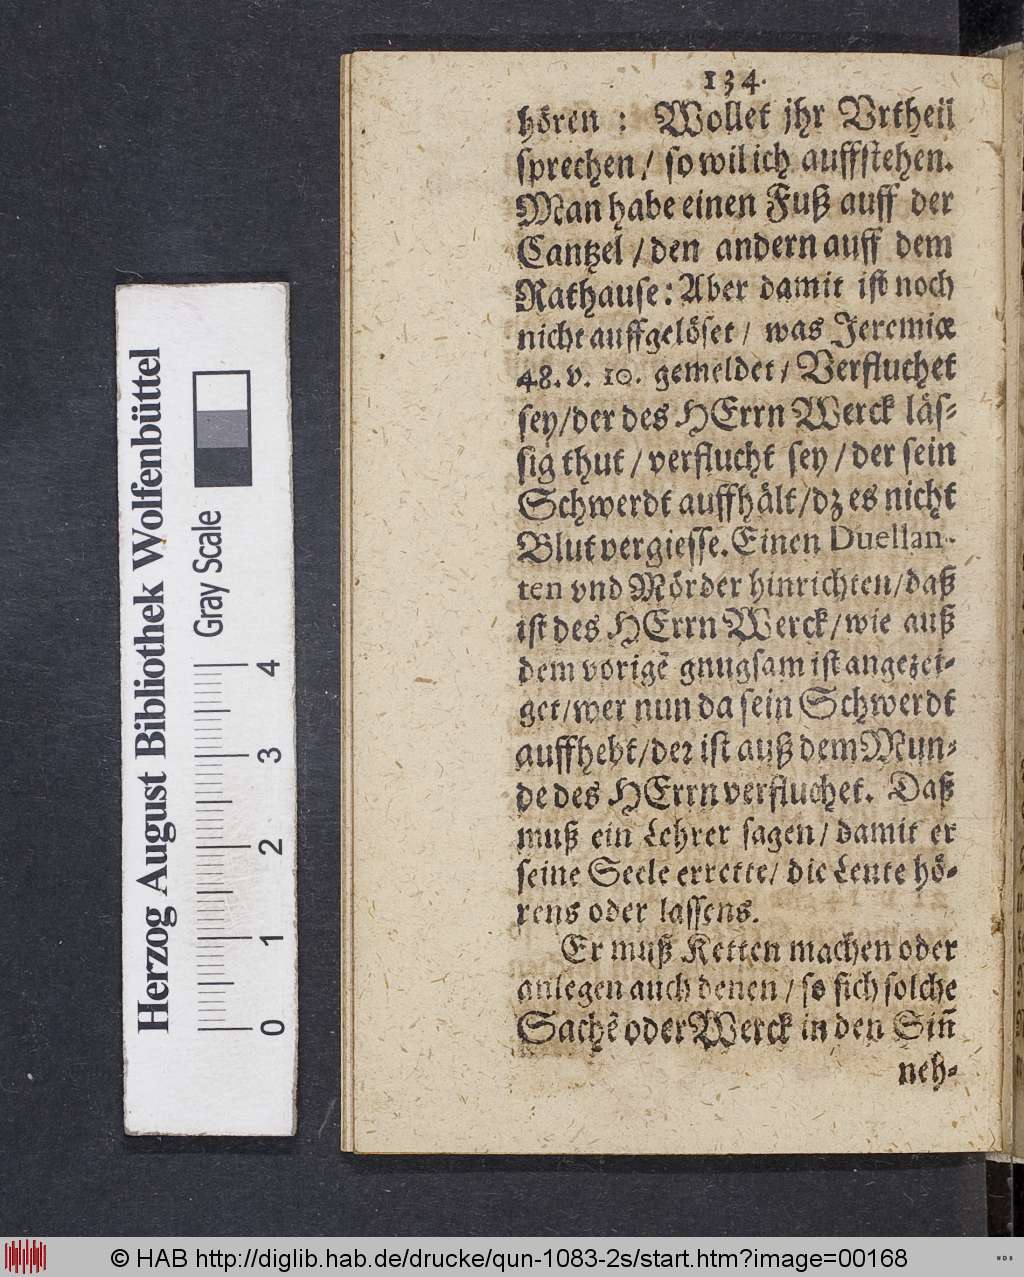 134.
hören : Wollet jhr Vrtheil
sprechen / so wil ich auffstehen.
Man habe einen Fuß auff der
Cantzel / den andern auff dem
Rathause: Aber damit ist noch
nicht auffgelöset / was Jeremiæ
48. v. 10. gemeldet / Verfluchet
sey / der des HErrn Werck läs-
sig thut / verflucht sey / der sein
Schwerdt auffhält / dz es nicht
Blut vergiesse. Einen Duellan-
ten vnd Mörder hinrichten / daß
ist des HErrn Werck / wie auß
dem vorigē gnugsam ist angezei-
get / wer nun da sein Schwerdt
auffhebt / der ist auß dem Mun-
de des HErrn verfluchet. Daß
muß ein Lehrer sagen / damit er
seine Seele errette / die Leute hö-
rens oder lassens.
Er muß Ketten machen oder
anlegen auch denen / so sich solche
Sachē oder Werck in den Siñ
neh-
Herzog August Bibliothek Wolfenbüttel
Gray Scale
0 1 2 3 4
© HAB http://diglib.hab.de/drucke/qun-1083-2s/start.htm?image=00168